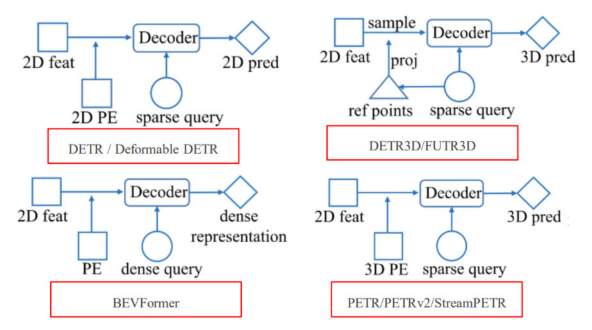 sample
Decoder
Decoder
2D feat
2D pred
2D feat
proj
3D pred
2D PE
sparse query
ref points
sparse query
DETR / Deformable DETR
DETR3D/FUTR3D
Decoder
Decoder
2D feat
dense
representation
2D feat
3D pred
PE
dense query
3D PE
sparse query
BEVFormer
PETR/PETRv2/StreamPETR